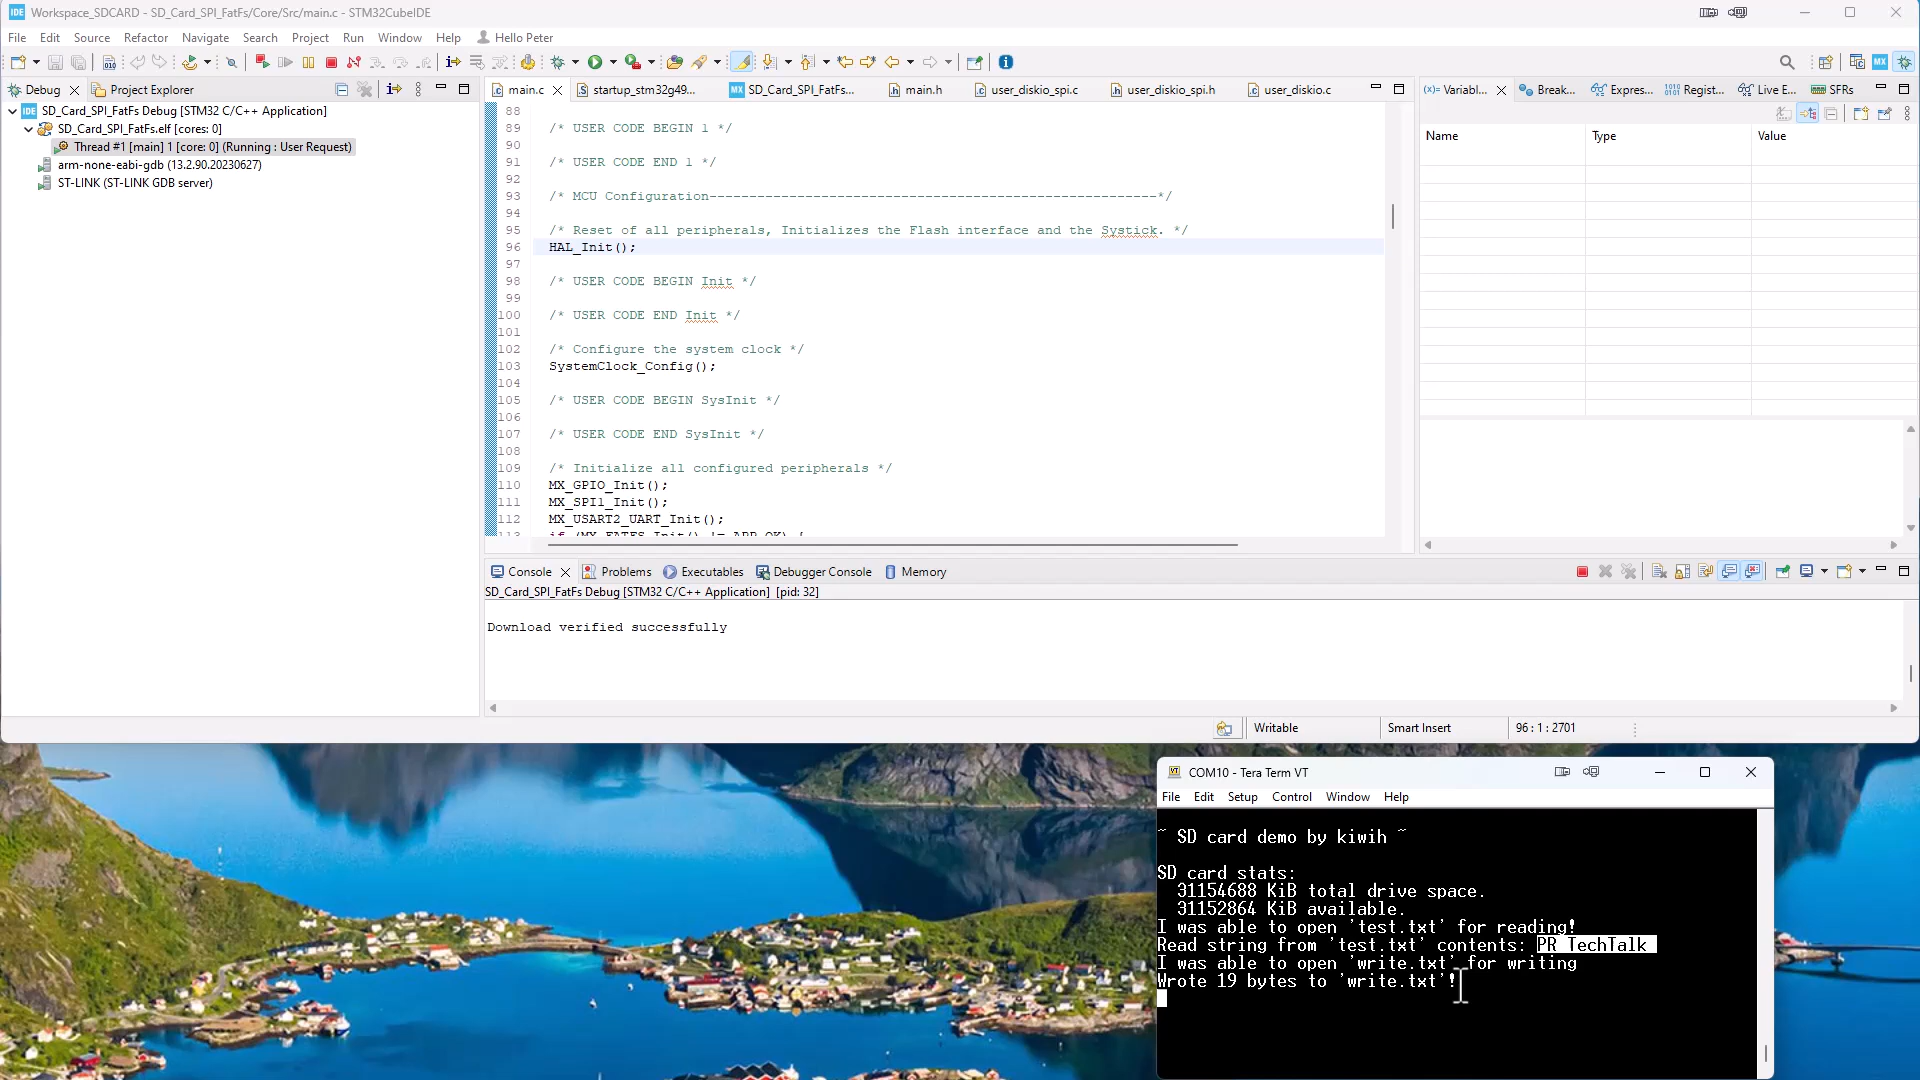 Workspace_SDCARD - SD_Card_SPI_FatFs/Core/Src/main.c - STM32CubeIDE
File Edit Source Refactor Navigate Search Project Run Window Help Hello Peter
Debug Project Explorer
SD_Card_SPI_FatFs Debug [STM32 C/C++ Application]
SD_Card_SPI_FatFs.elf [cores: 0]
Thread #1 [main] 1 [core: 0] (Running : User Request)
arm-none-eabi-gdb (13.2.90.20230627)
ST-LINK (ST-LINK GDB server)
main.c startup_stm32g49... SD_Card_SPI_FatFs... main.h user_diskio_spi.c user_diskio_spi.h user_diskio.c
88
89 /* USER CODE BEGIN 1 */
90
91 /* USER CODE END 1 */
92
93 /* MCU Configuration--------------------------------------------------------*/
94
95 /* Reset of all peripherals, Initializes the Flash interface and the Systick. */
96 HAL_Init();
97
98 /* USER CODE BEGIN Init */
99
100 /* USER CODE END Init */
101
102 /* Configure the system clock */
103 SystemClock_Config();
104
105 /* USER CODE BEGIN SysInit */
106
107 /* USER CODE END SysInit */
108
109 /* Initialize all configured peripherals */
110 MX_GPIO_Init();
111 MX_SPI1_Init();
112 MX_USART2_UART_Init();
113 if (MX_FATFS_Init() != APP_OK) {
(x)= Variabl... Break... Expres... Regist... Live E... SFRs
Name Type Value
Console Problems Executables Debugger Console Memory
SD_Card_SPI_FatFs Debug [STM32 C/C++ Application] [pid: 32]
Download verified successfully
Writable Smart Insert 96 : 1 : 2701
COM10 - Tera Term VT
File Edit Setup Control Window Help
~ SD card demo by kiwih ~
SD card stats:
31154688 KiB total drive space.
31152864 KiB available.
I was able to open 'test.txt' for reading!
Read string from 'test.txt' contents: PR TechTalk
I was able to open 'write.txt' for writing
Wrote 19 bytes to 'write.txt'!